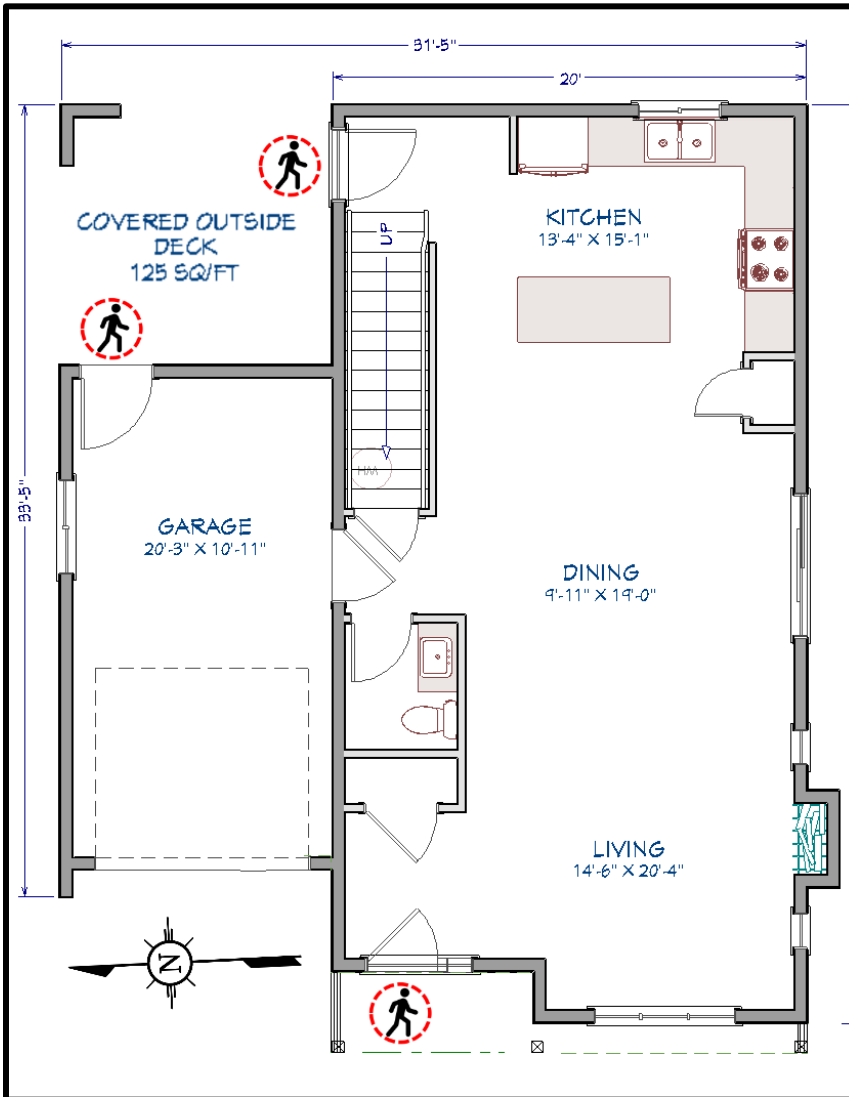 31'-5"
20'
COVERED OUTSIDE
DECK
125 SQ/FT
UP
KITCHEN
13'-4" X 15'-1"
33'-5"
WH
GARAGE
20'-3" X 10'-11"
DINING
9'-11" X 19'-0"
LIVING
14'-6" X 20'-4"
N